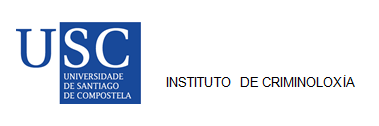 USC
UNIVERSIDADE
DE SANTIAGO
DE COMPOSTELA
INSTITUTO DE CRIMINOLOXÍA